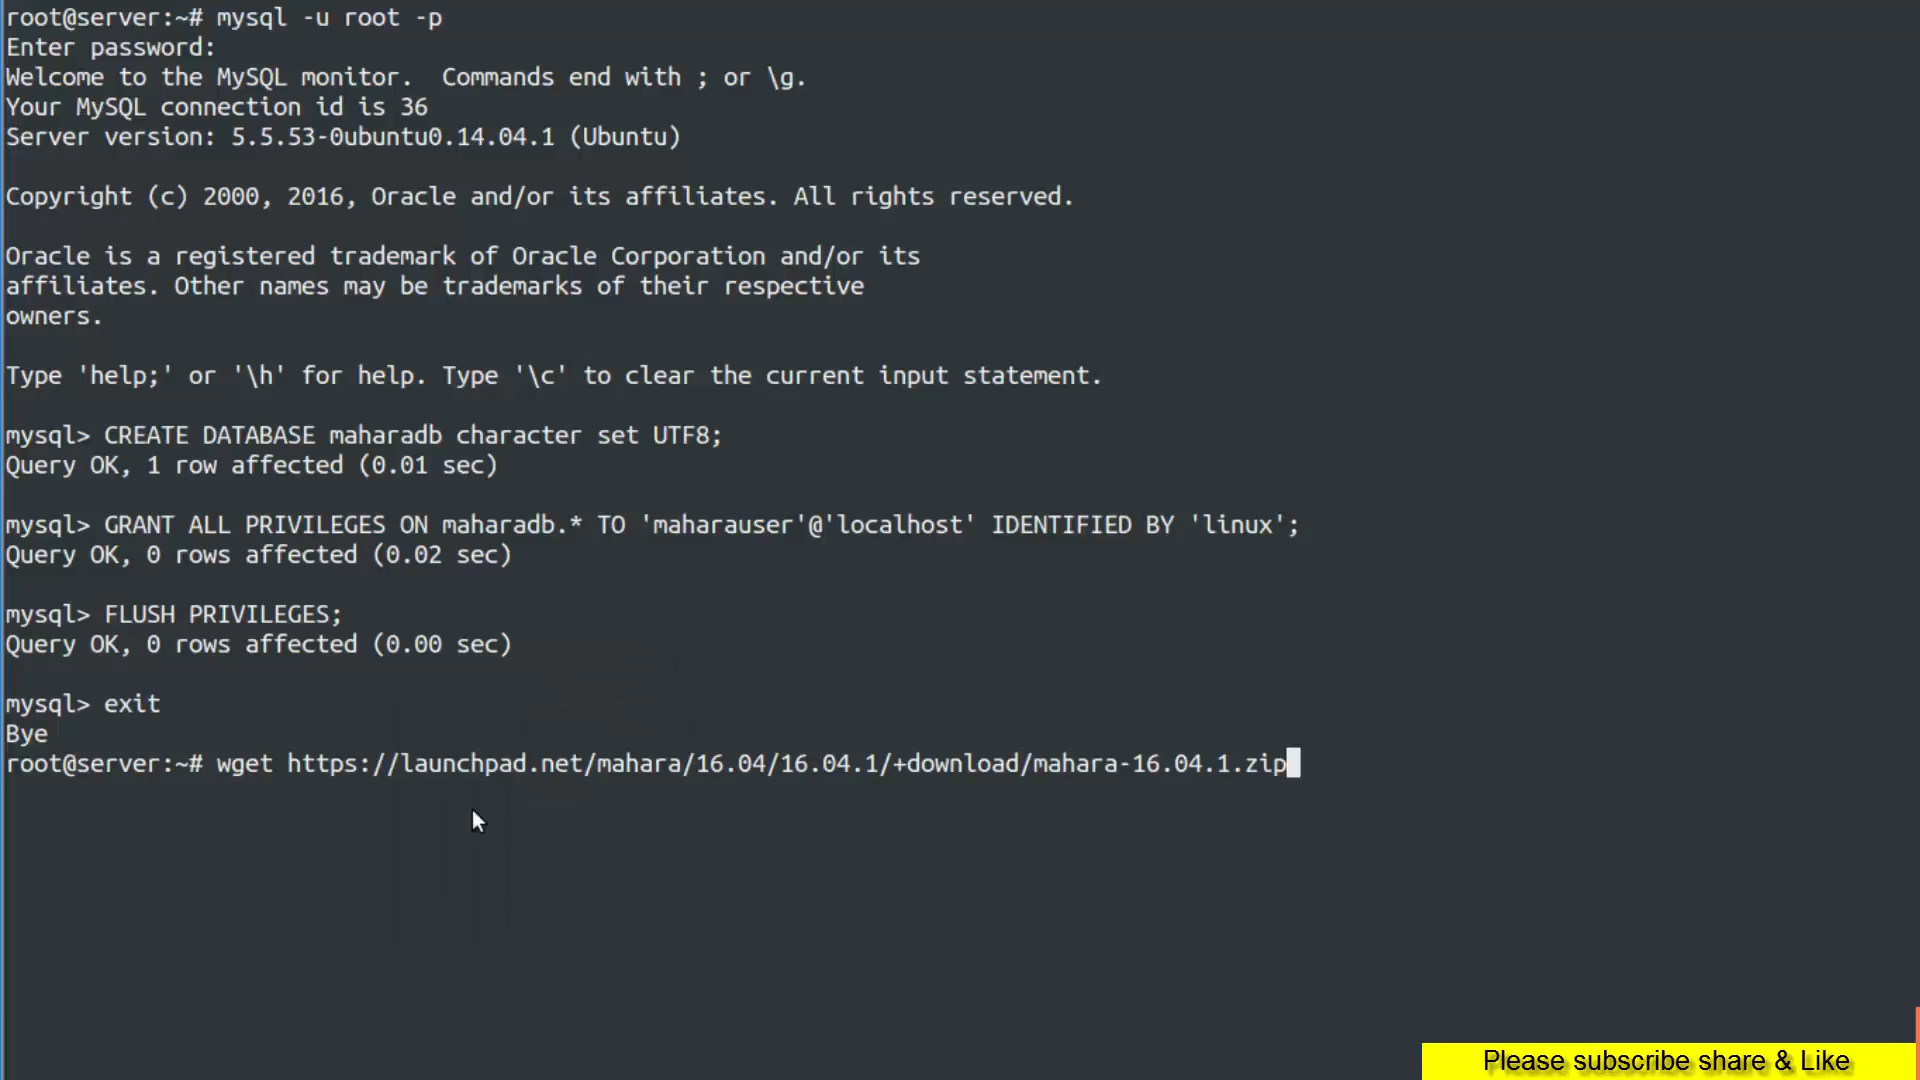 root@server:~# mysql -u root -p
Enter password:
Welcome to the MySQL monitor.  Commands end with ; or \g.
Your MySQL connection id is 36
Server version: 5.5.53-0ubuntu0.14.04.1 (Ubuntu)
Copyright (c) 2000, 2016, Oracle and/or its affiliates. All rights reserved.
Oracle is a registered trademark of Oracle Corporation and/or its
affiliates. Other names may be trademarks of their respective
owners.
Type 'help;' or '\h' for help. Type '\c' to clear the current input statement.
mysql> CREATE DATABASE maharadb character set UTF8;
Query OK, 1 row affected (0.01 sec)
mysql> GRANT ALL PRIVILEGES ON maharadb.* TO 'maharauser'@'localhost' IDENTIFIED BY 'linux';
Query OK, 0 rows affected (0.02 sec)
mysql> FLUSH PRIVILEGES;
Query OK, 0 rows affected (0.00 sec)
mysql> exit
Bye
root@server:~# wget https://launchpad.net/mahara/16.04/16.04.1/+download/mahara-16.04.1.zip
Please subscribe share & Like